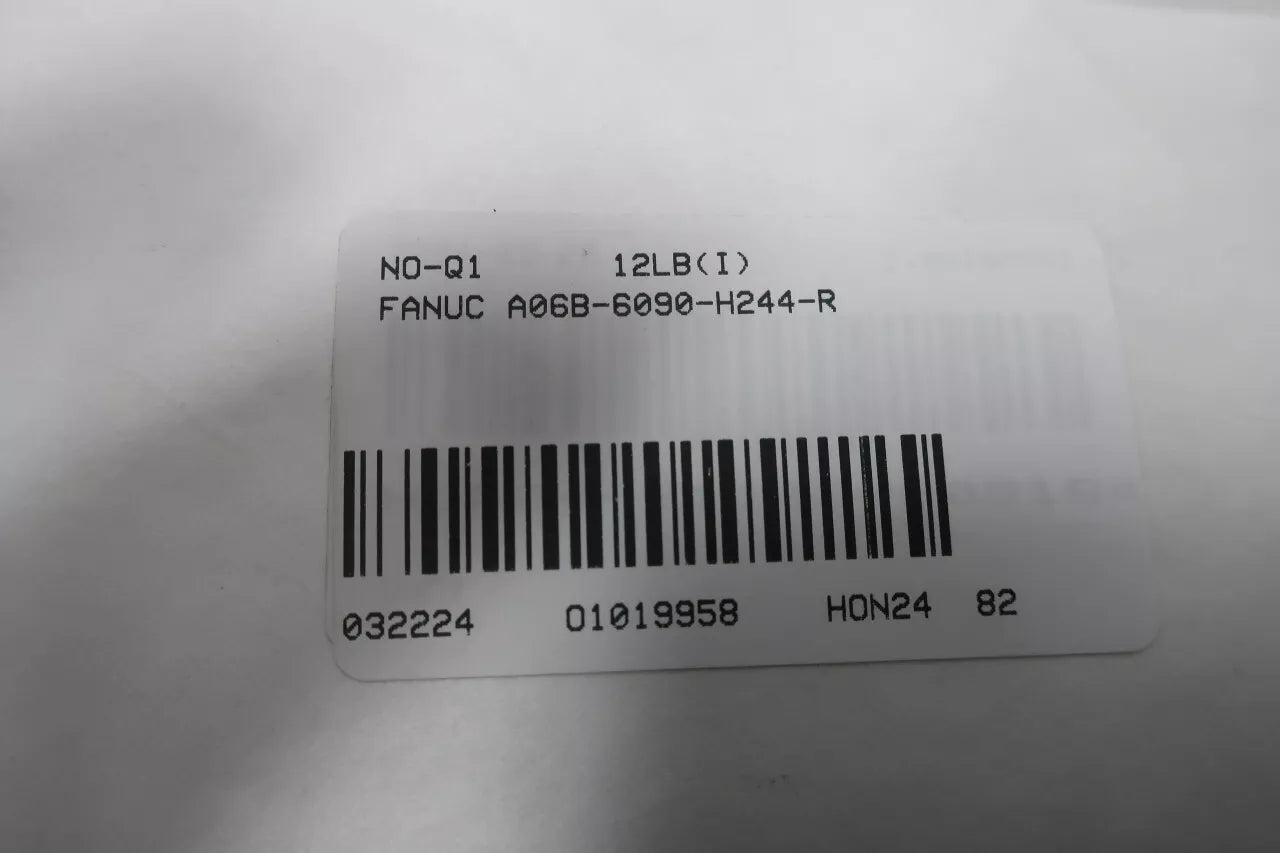 NO-Q1 12LB(I)
FANUC A06B-6090-H244-R
032224 01019958 HON24 82